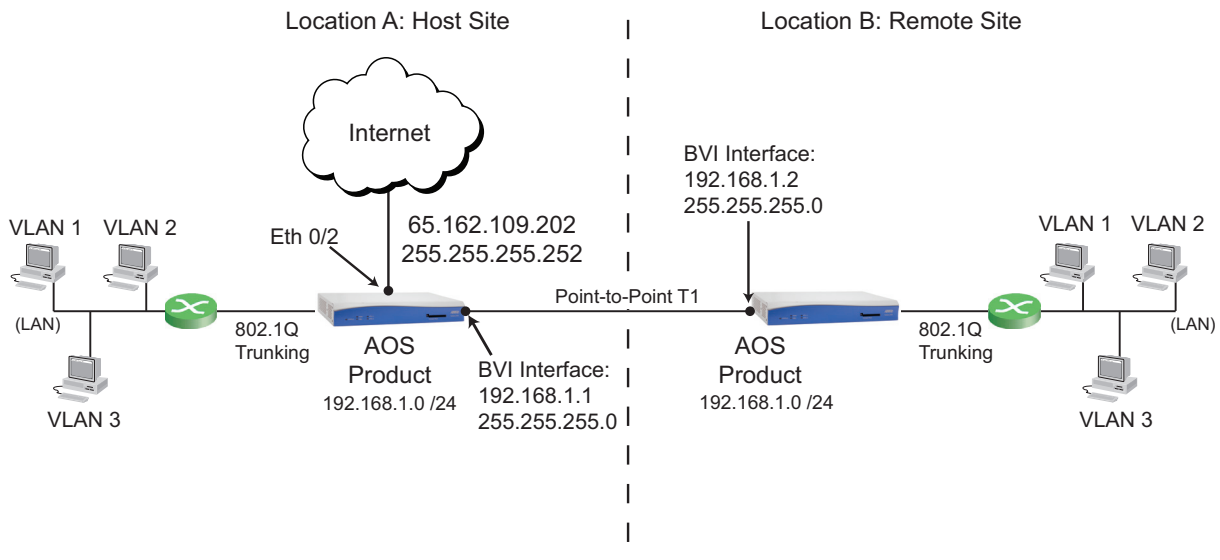 Location A: Host Site
Location B: Remote Site
Internet
BVI Interface:
192.168.1.2
255.255.255.0
VLAN 1
VLAN 2
Eth 0/2
65.162.109.202
255.255.255.252
VLAN 1
VLAN 2
Point-to-Point T1
(LAN)
802.1Q
Trunking
802.1Q
Trunking
(LAN)
AOS
Product
192.168.1.0 /24
BVI Interface:
192.168.1.1
255.255.255.0
AOS
Product
192.168.1.0 /24
VLAN 3
VLAN 3